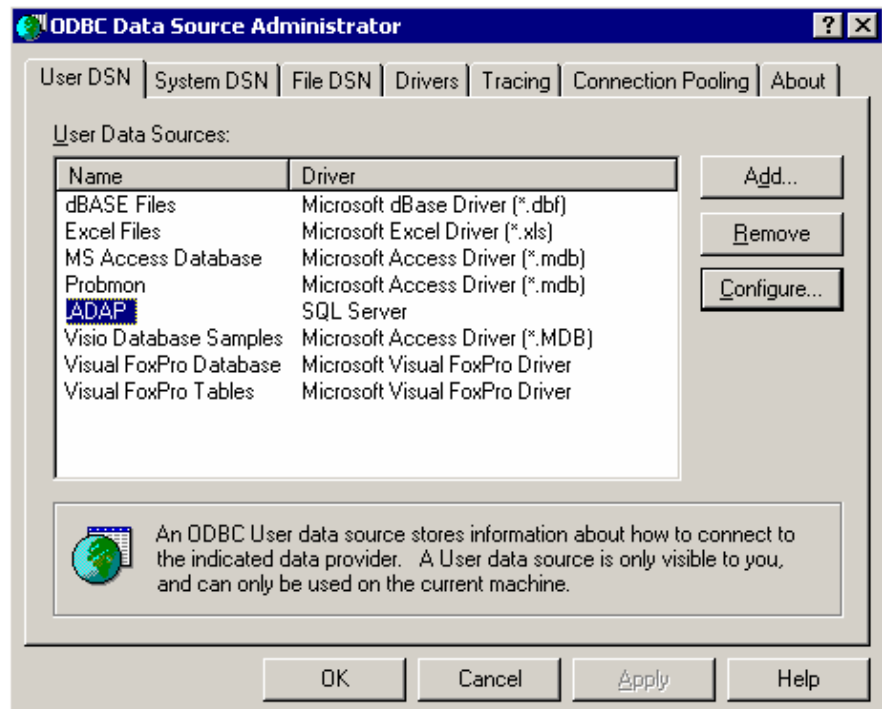 ODBC Data Source Administrator
User DSN System DSN File DSN Drivers Tracing Connection Pooling About
User Data Sources:
Name Driver
dBASE Files Microsoft dBase Driver (*.dbf)
Excel Files Microsoft Excel Driver (*.xls)
MS Access Database Microsoft Access Driver (*.mdb)
Probmon Microsoft Access Driver (*.mdb)
ADAP SQL Server
Visio Database Samples Microsoft Access Driver (*.MDB)
Visual FoxPro Database Microsoft Visual FoxPro Driver
Visual FoxPro Tables Microsoft Visual FoxPro Driver
Add...
Remove
Configure...
An ODBC User data source stores information about how to connect to
the indicated data provider. A User data source is only visible to you,
and can only be used on the current machine.
OK Cancel Apply Help